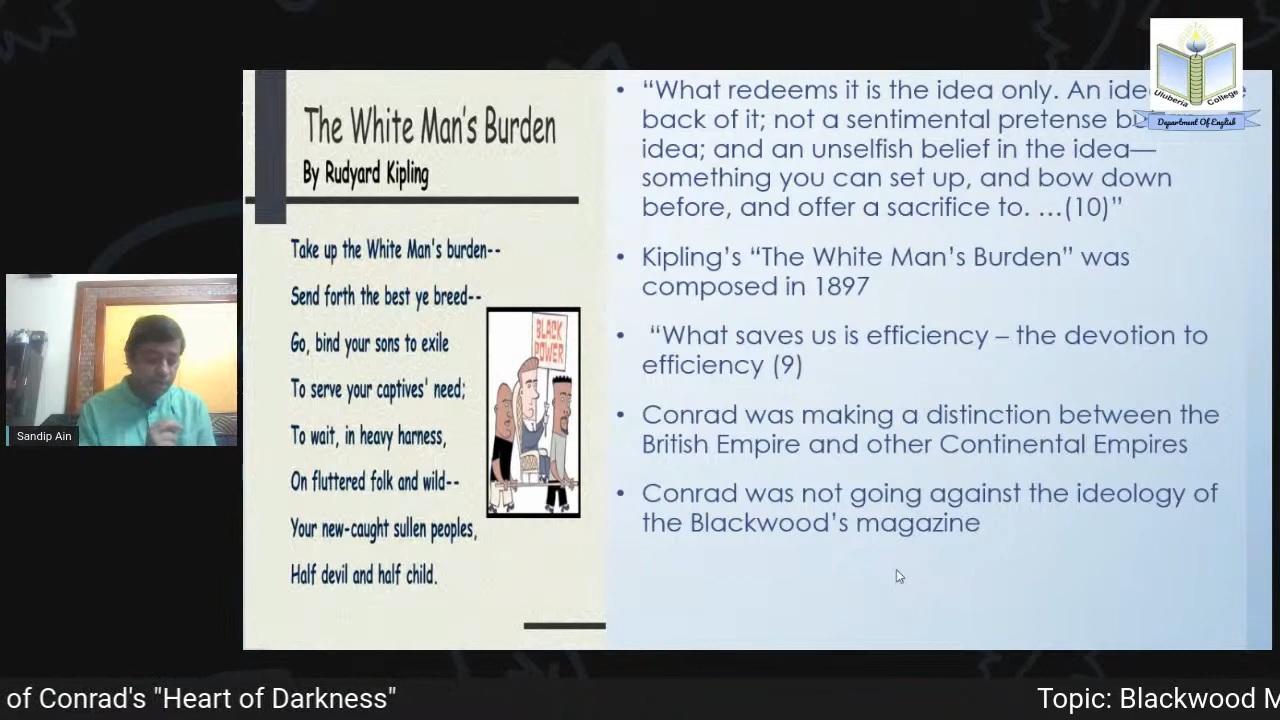 The White Man's Burden
By Rudyard Kipling
Take up the White Man's burden--
Send forth the best ye breed--
Go, bind your sons to exile
To serve your captives' need;
To wait, in heavy harness,
On fluttered folk and wild--
Your new-caught sullen peoples,
Half devil and half child.
BLACK
POWER
• “What redeems it is the idea only. An
back of it; not a sentimental pretense
idea; and an unselfish belief in the idea—
something you can set up, and bow down
before, and offer a sacrifice to. …(10)”
• Kipling’s “The White Man’s Burden” was
composed in 1897
• “What saves us is efficiency – the devotion to
efficiency (9)
• Conrad was making a distinction between the
British Empire and other Continental Empires
• Conrad was not going against the ideology of
the Blackwood’s magazine
Uluberia College
Department Of English
Sandip Ain
of Conrad's "Heart of Darkness"
Topic: Blackwood M